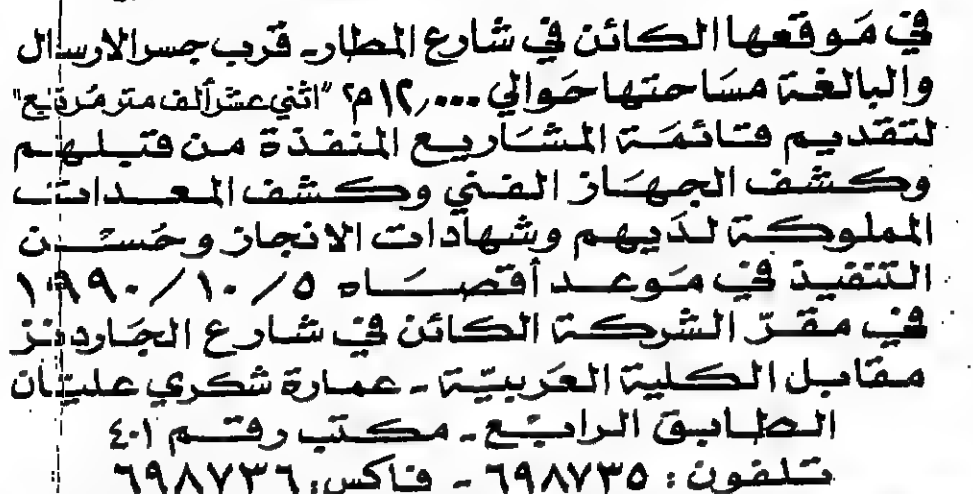 في موقعها الكائن في شارع المطار - قرب جسر الارسال
والبالغة مساحتها حوالي ١٢,٠٠٠ م٢ "اثني عشر ألف متر مربع"
لتقديم قائمة المشاريع المنفذة من قبلهم
وكشف الجهاز الفني وكشف المعدات
المملوكة لديهم وشهادات الانجاز وحسن
التنفيذ في موعد أقصاه ١٩٩٠/١٠/٥
في مقرّ الشركة الكائن في شارع الجاردنز
مقابل الكلية العربيّة - عمارة شكري عليان
الطابق الرابع - مكتب رقم ٤٠١
تلفون : ٦٩٨٧٣٥ - فاكس : ٦٩٨٧٣٦